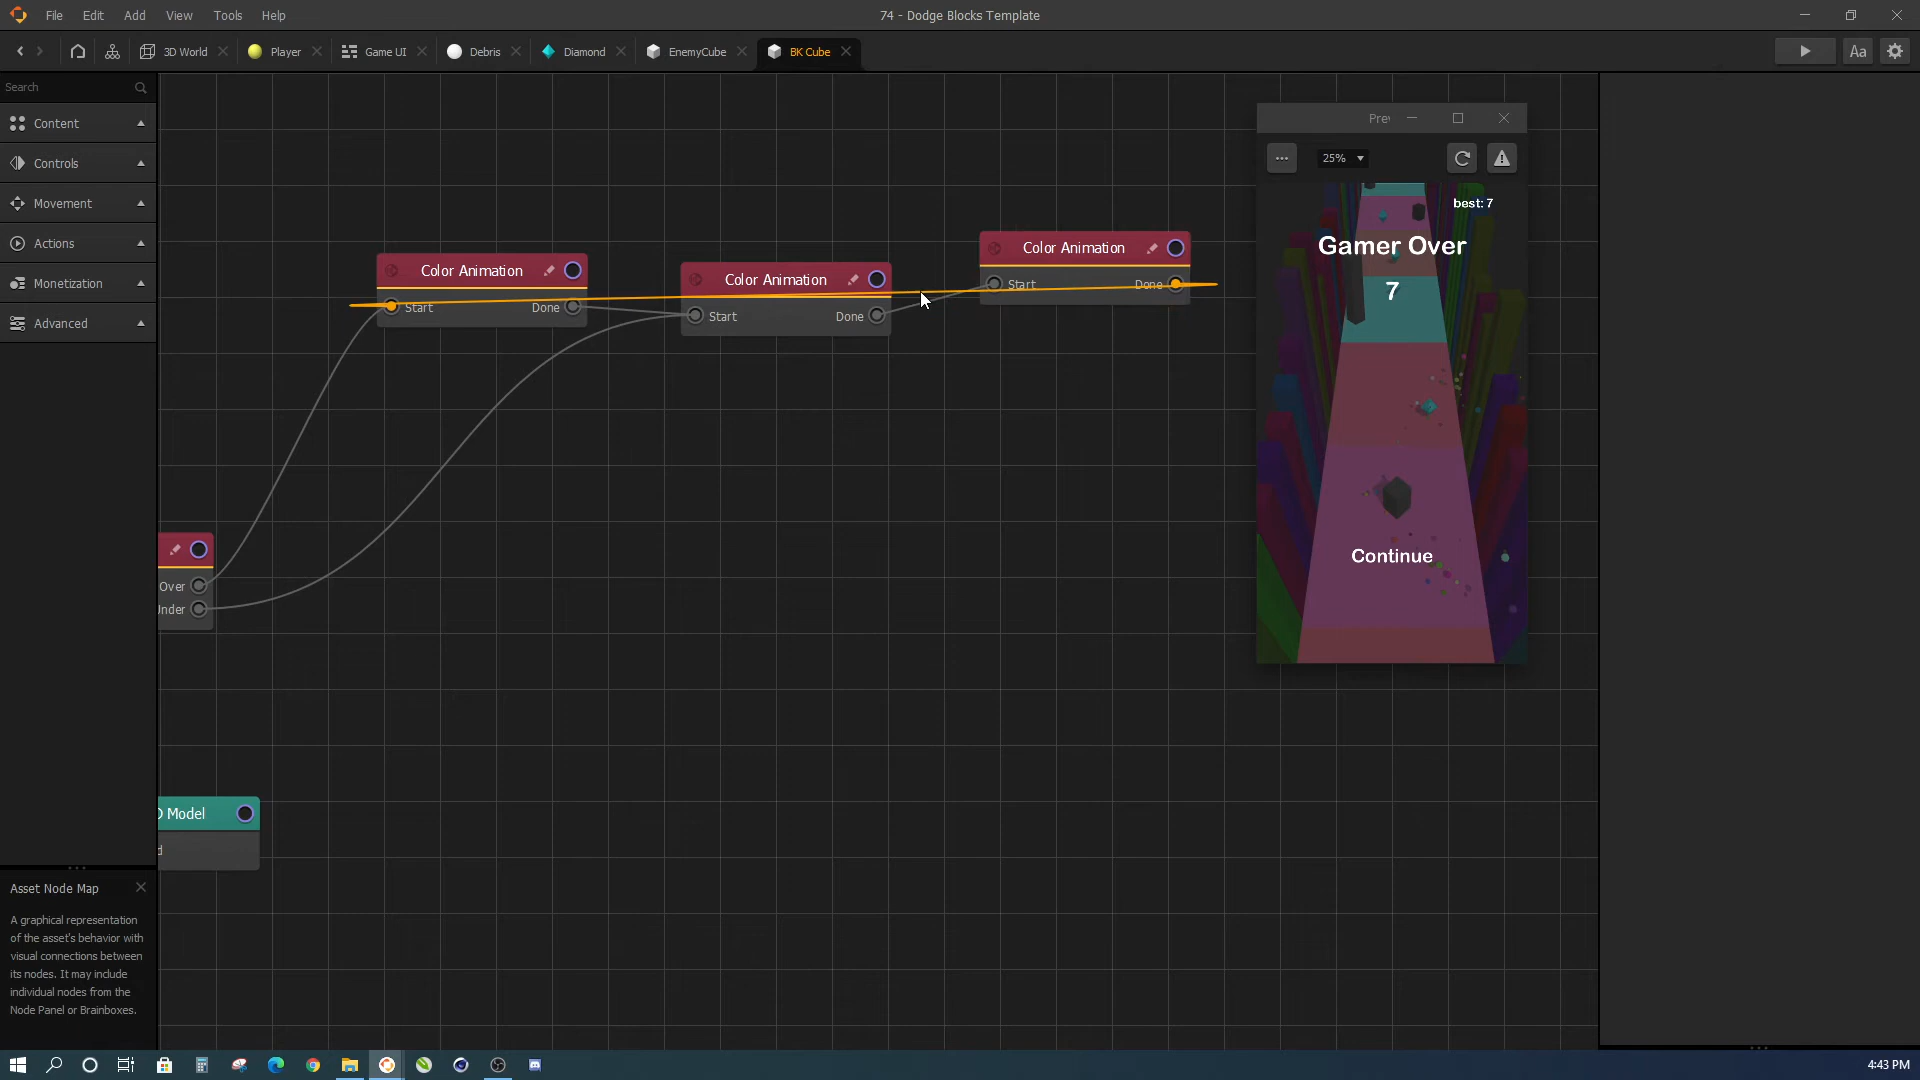 File Edit View Tools Help
Add
74 - Dodge Blocks Template
3D World Player Game UI Debris Diamond EnemyCube BK Cube
Aa
Search
Content
Controls
Movement
Actions
Monetization
Advanced
Color Animation
Start Done
Color Animation
Start Done
Color Animation
Start Done
Over
Under
D Model
d
Prev
25%
best: 7
Gamer Over
7
Continue
Asset Node Map
A graphical representation
of the asset's behavior with
visual connections between
its nodes. It may include
individual nodes from the
Node Panel or Brainboxes.
4:43 PM